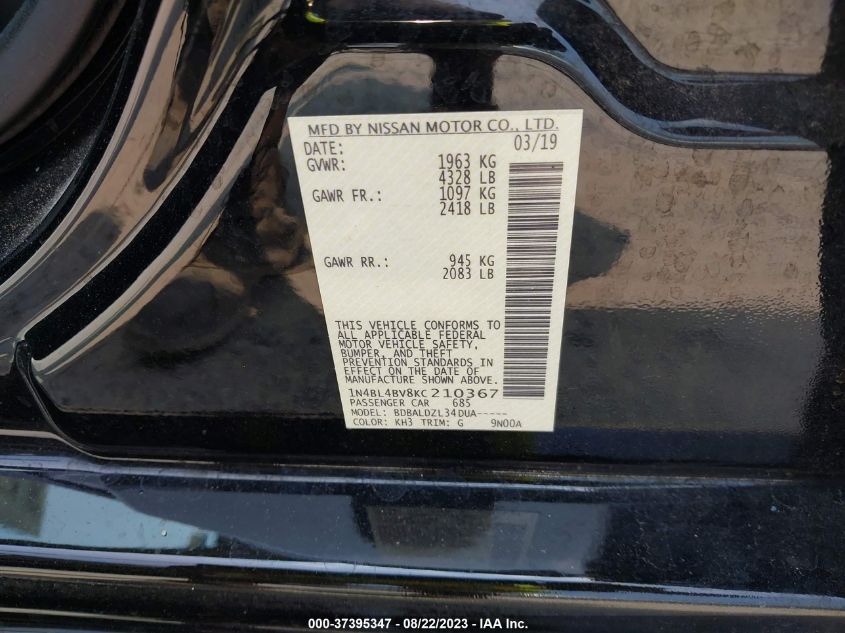 MFD BY NISSAN MOTOR CO., LTD.
DATE: 03/19
GVWR: 1963 KG
4328 LB
GAWR FR.: 1097 KG
2418 LB
GAWR RR.: 945 KG
2083 LB
THIS VEHICLE CONFORMS TO
ALL APPLICABLE FEDERAL
MOTOR VEHICLE SAFETY,
BUMPER, AND THEFT
PREVENTION STANDARDS IN
EFFECT ON THE DATE OF
MANUFACTURE SHOWN ABOVE.
1N4BL4BV8KC210367
PASSENGER CAR 685
MODEL: BDBALDZL34DUA-----
COLOR: KH3 TRIM: G 9N00A
000-37395347 - 08/22/2023 - IAA Inc.